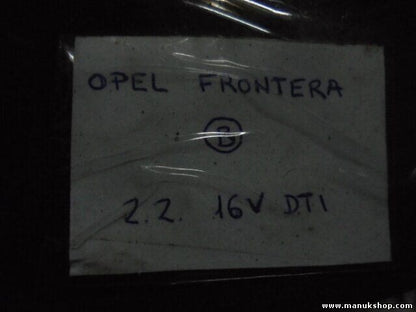 OPEL FRONTERA
B
2.2. 16V DTI
www.manukshop.com